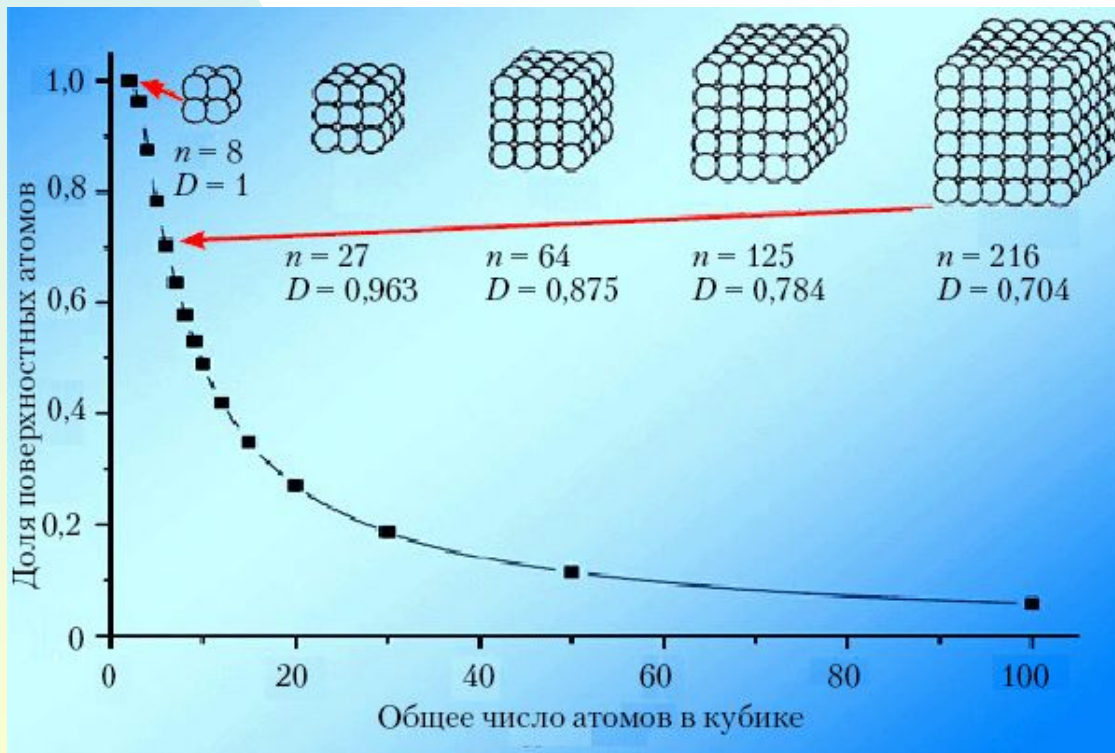 Доля поверхностных атомов
1,0
0,8
0,6
0,4
0,2
0
n = 8
D = 1
n = 27
D = 0,963
n = 64
D = 0,875
n = 125
D = 0,784
n = 216
D = 0,704
0 20 40 60 80 100
Общее число атомов в кубике